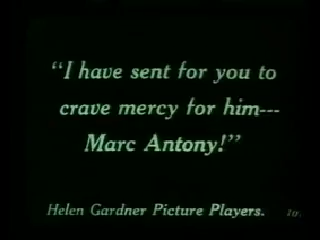 "I have sent for you to
crave mercy for him---
Marc Antony!"
Helen Gardner Picture Players.